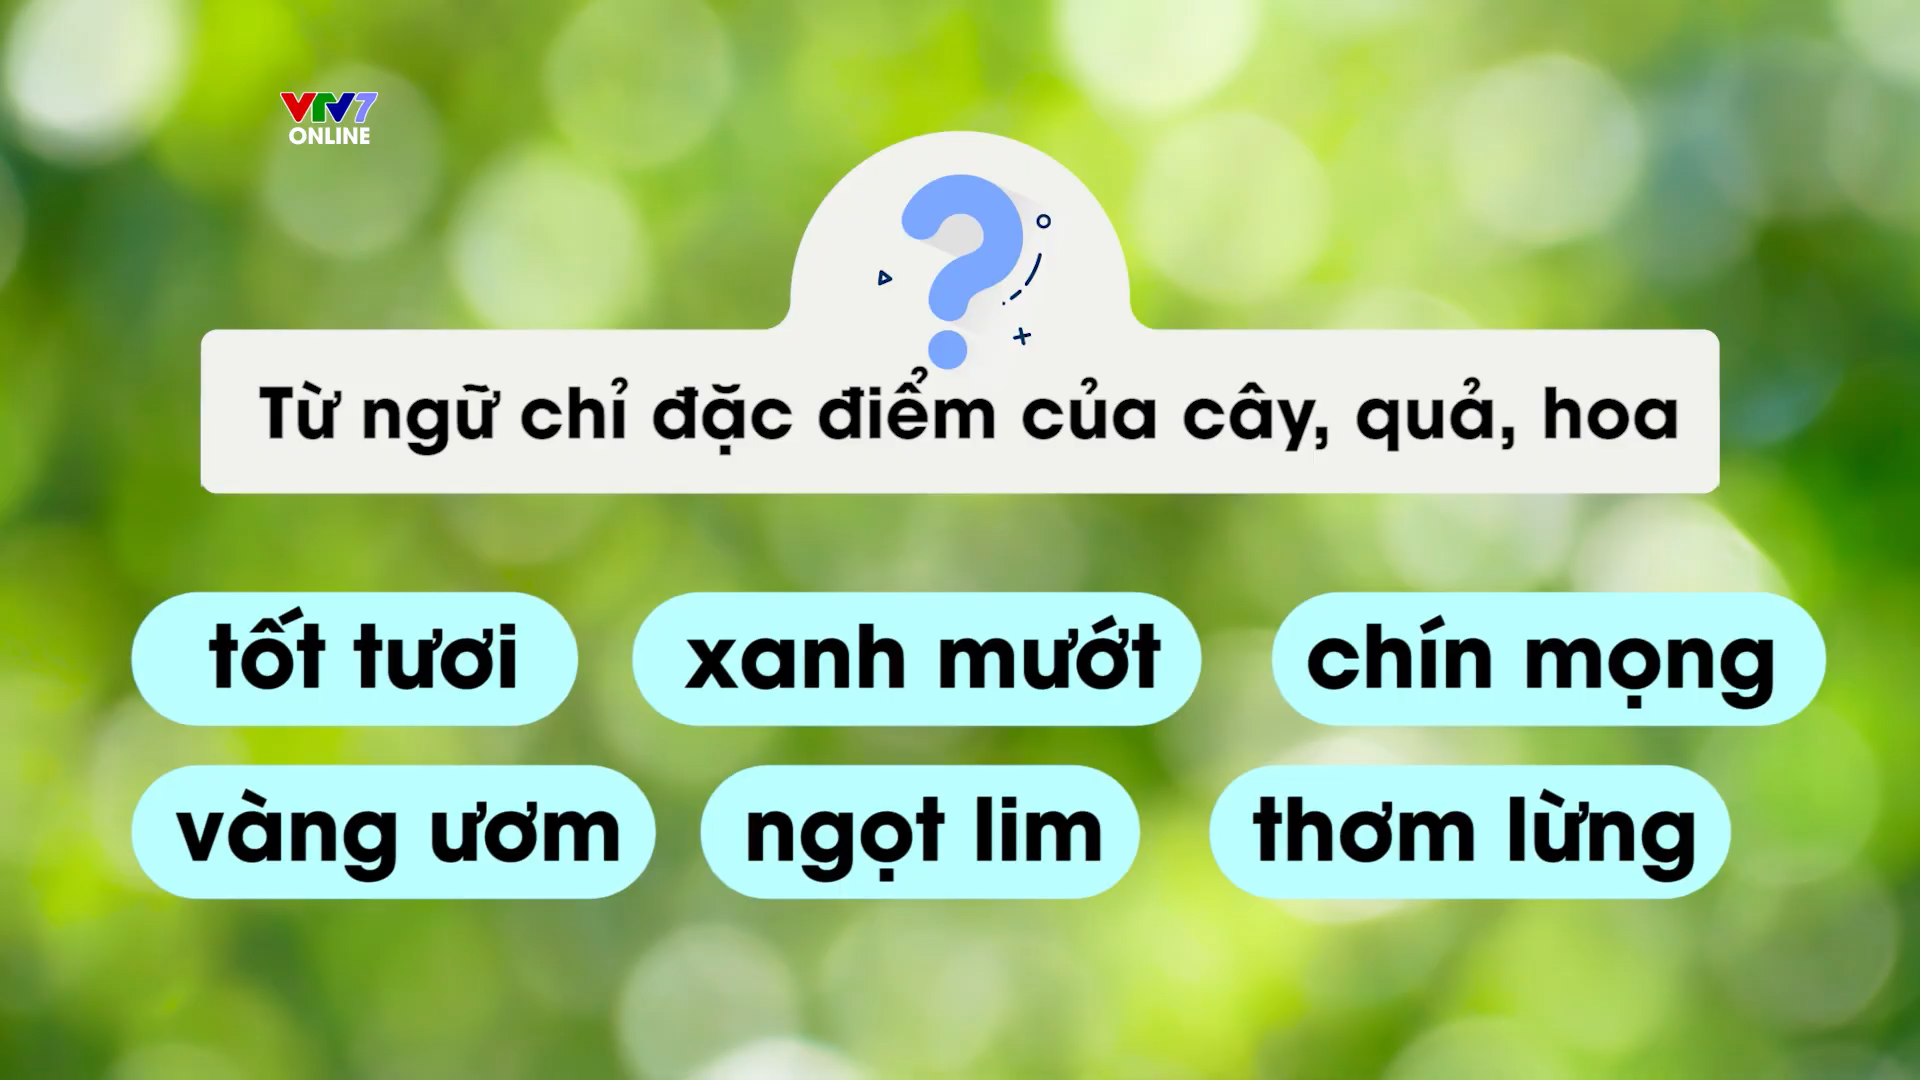 VTV7
ONLINE
?
Từ ngữ chỉ đặc điểm của cây, quả, hoa
tốt tươi xanh mướt chín mọng
vàng ươm ngọt lim thơm lừng